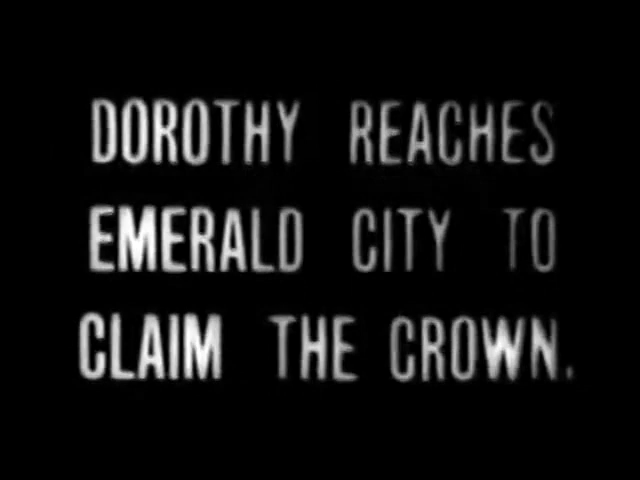 DOROTHY REACHES
EMERALD CITY TO
CLAIM THE CROWN.